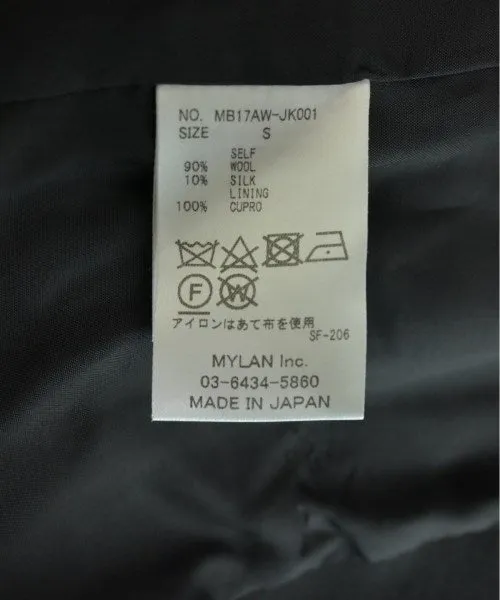 NO. MB17AW-JK001
SIZE S
SELF
90% WOOL
10% SILK
LINING
100% CUPRO
F W
アイロンはあて布を使用
SF-206
MYLAN Inc.
03-6434-5860
MADE IN JAPAN